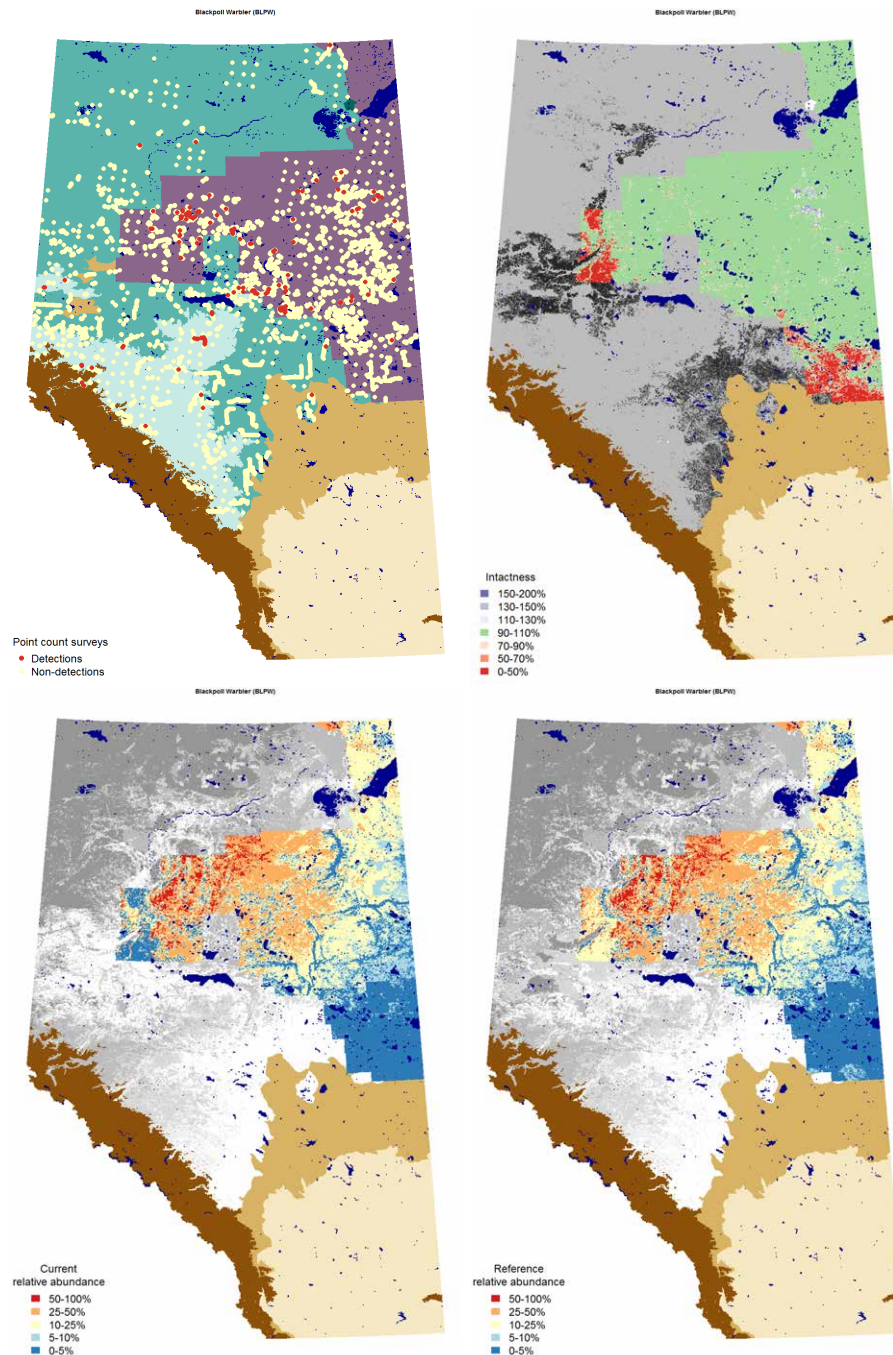 Blackpoll Warbler (BLPW)
Point count surveys
Detections
Non-detections
Blackpoll Warbler (BLPW)
Intactness
150-200%
130-150%
110-130%
90-110%
70-90%
50-70%
0-50%
Blackpoll Warbler (BLPW)
Current
relative abundance
50-100%
25-50%
10-25%
5-10%
0-5%
Blackpoll Warbler (BLPW)
Reference
relative abundance
50-100%
25-50%
10-25%
5-10%
0-5%